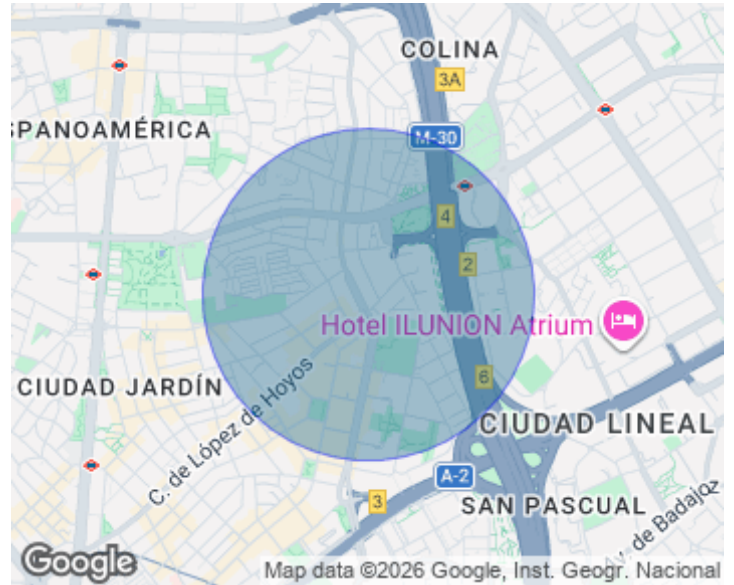 COLINA
3A
SPANOAMÉRICA
M-30
4
2
Hotel ILUNION Atrium
CIUDAD JARDÍN
6
C. de López de Hoyos
CIUDAD LINEAL
A-2
3
SAN PASCUAL
Av. de Badajoz
Google
Map data ©2026 Google, Inst. Geogr. Nacional